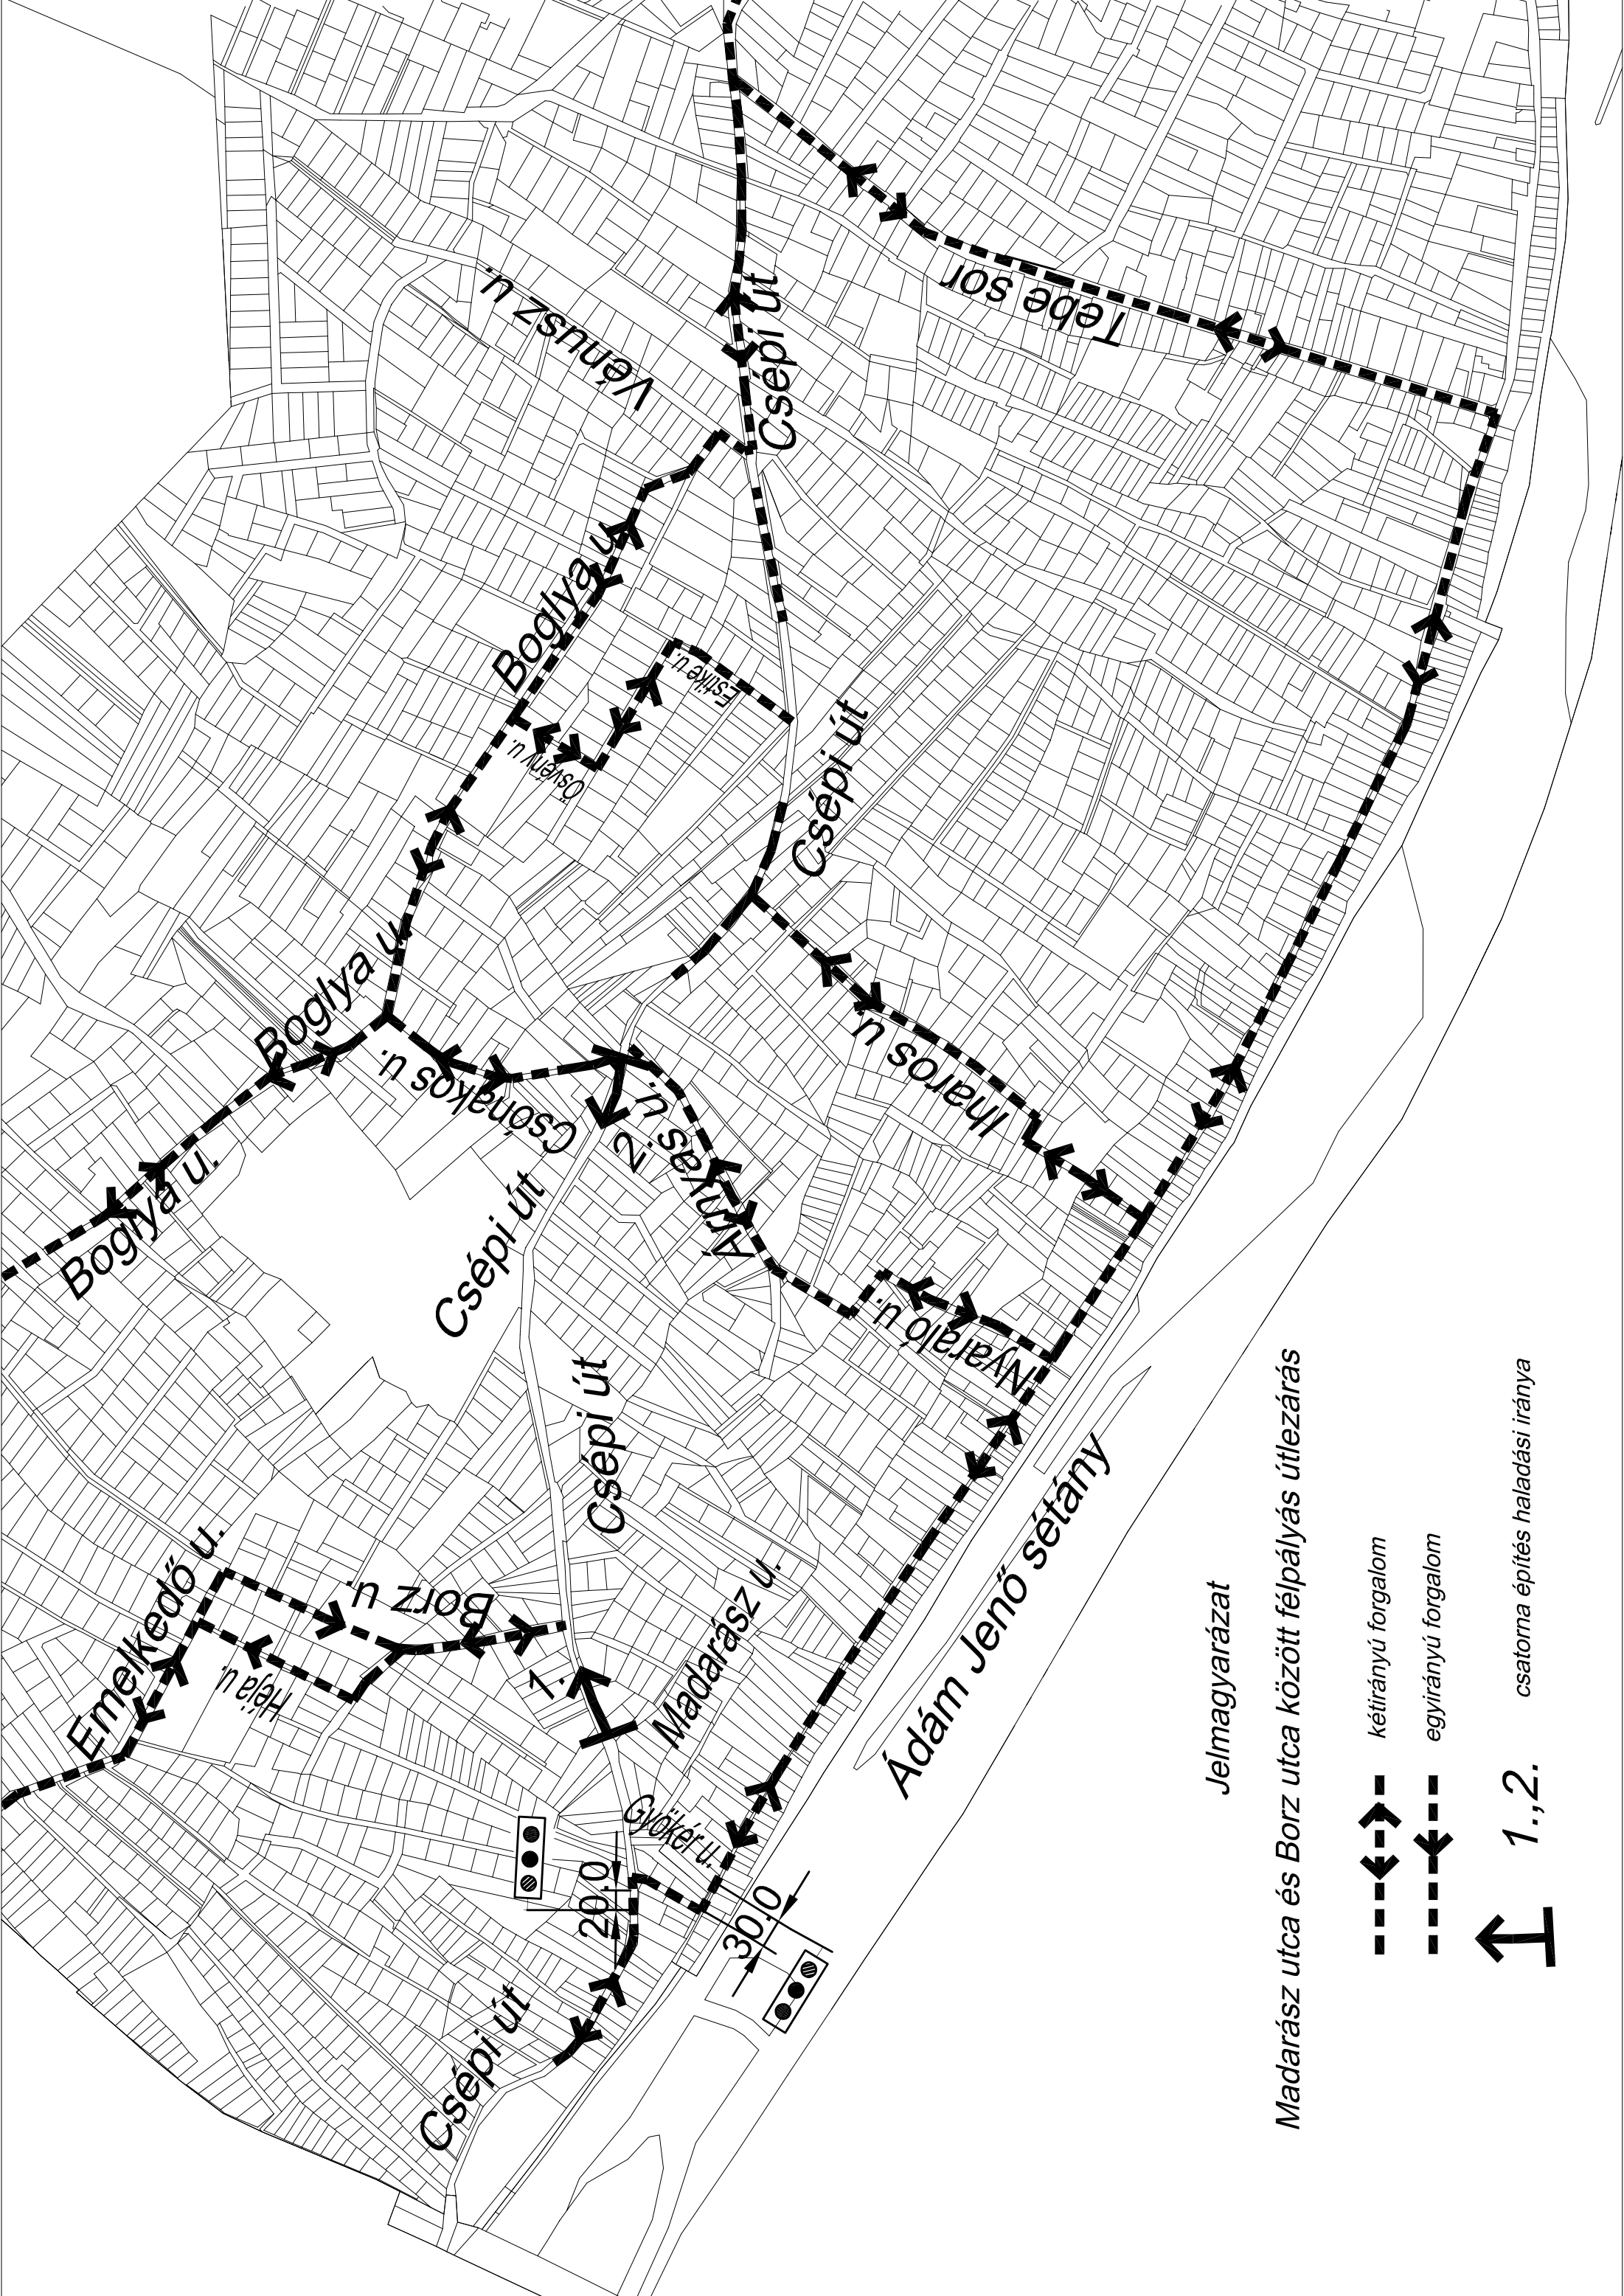 Csépi út
Csépi út
Csépi út
Csépi út
Csépi út
Vénusz u.
Tebe sor
Boglya u.
Boglya u.
Boglya u.
Boglya u.
Estike u.
Ösvény u.
Csónakos u.
Iharos u.
Árnyas u.
2.
Nyaraló u.
Emelkedő u.
Borz u.
Héja u.
1.
Madarász u.
Gyökér u.
20.0
30.0
Ádám Jenő sétány
Jelmagyarázat
Madarász utca és Borz utca között félpályás útlezárás
kétirányú forgalom
egyirányú forgalom
1.,2. csatorna építés haladási iránya